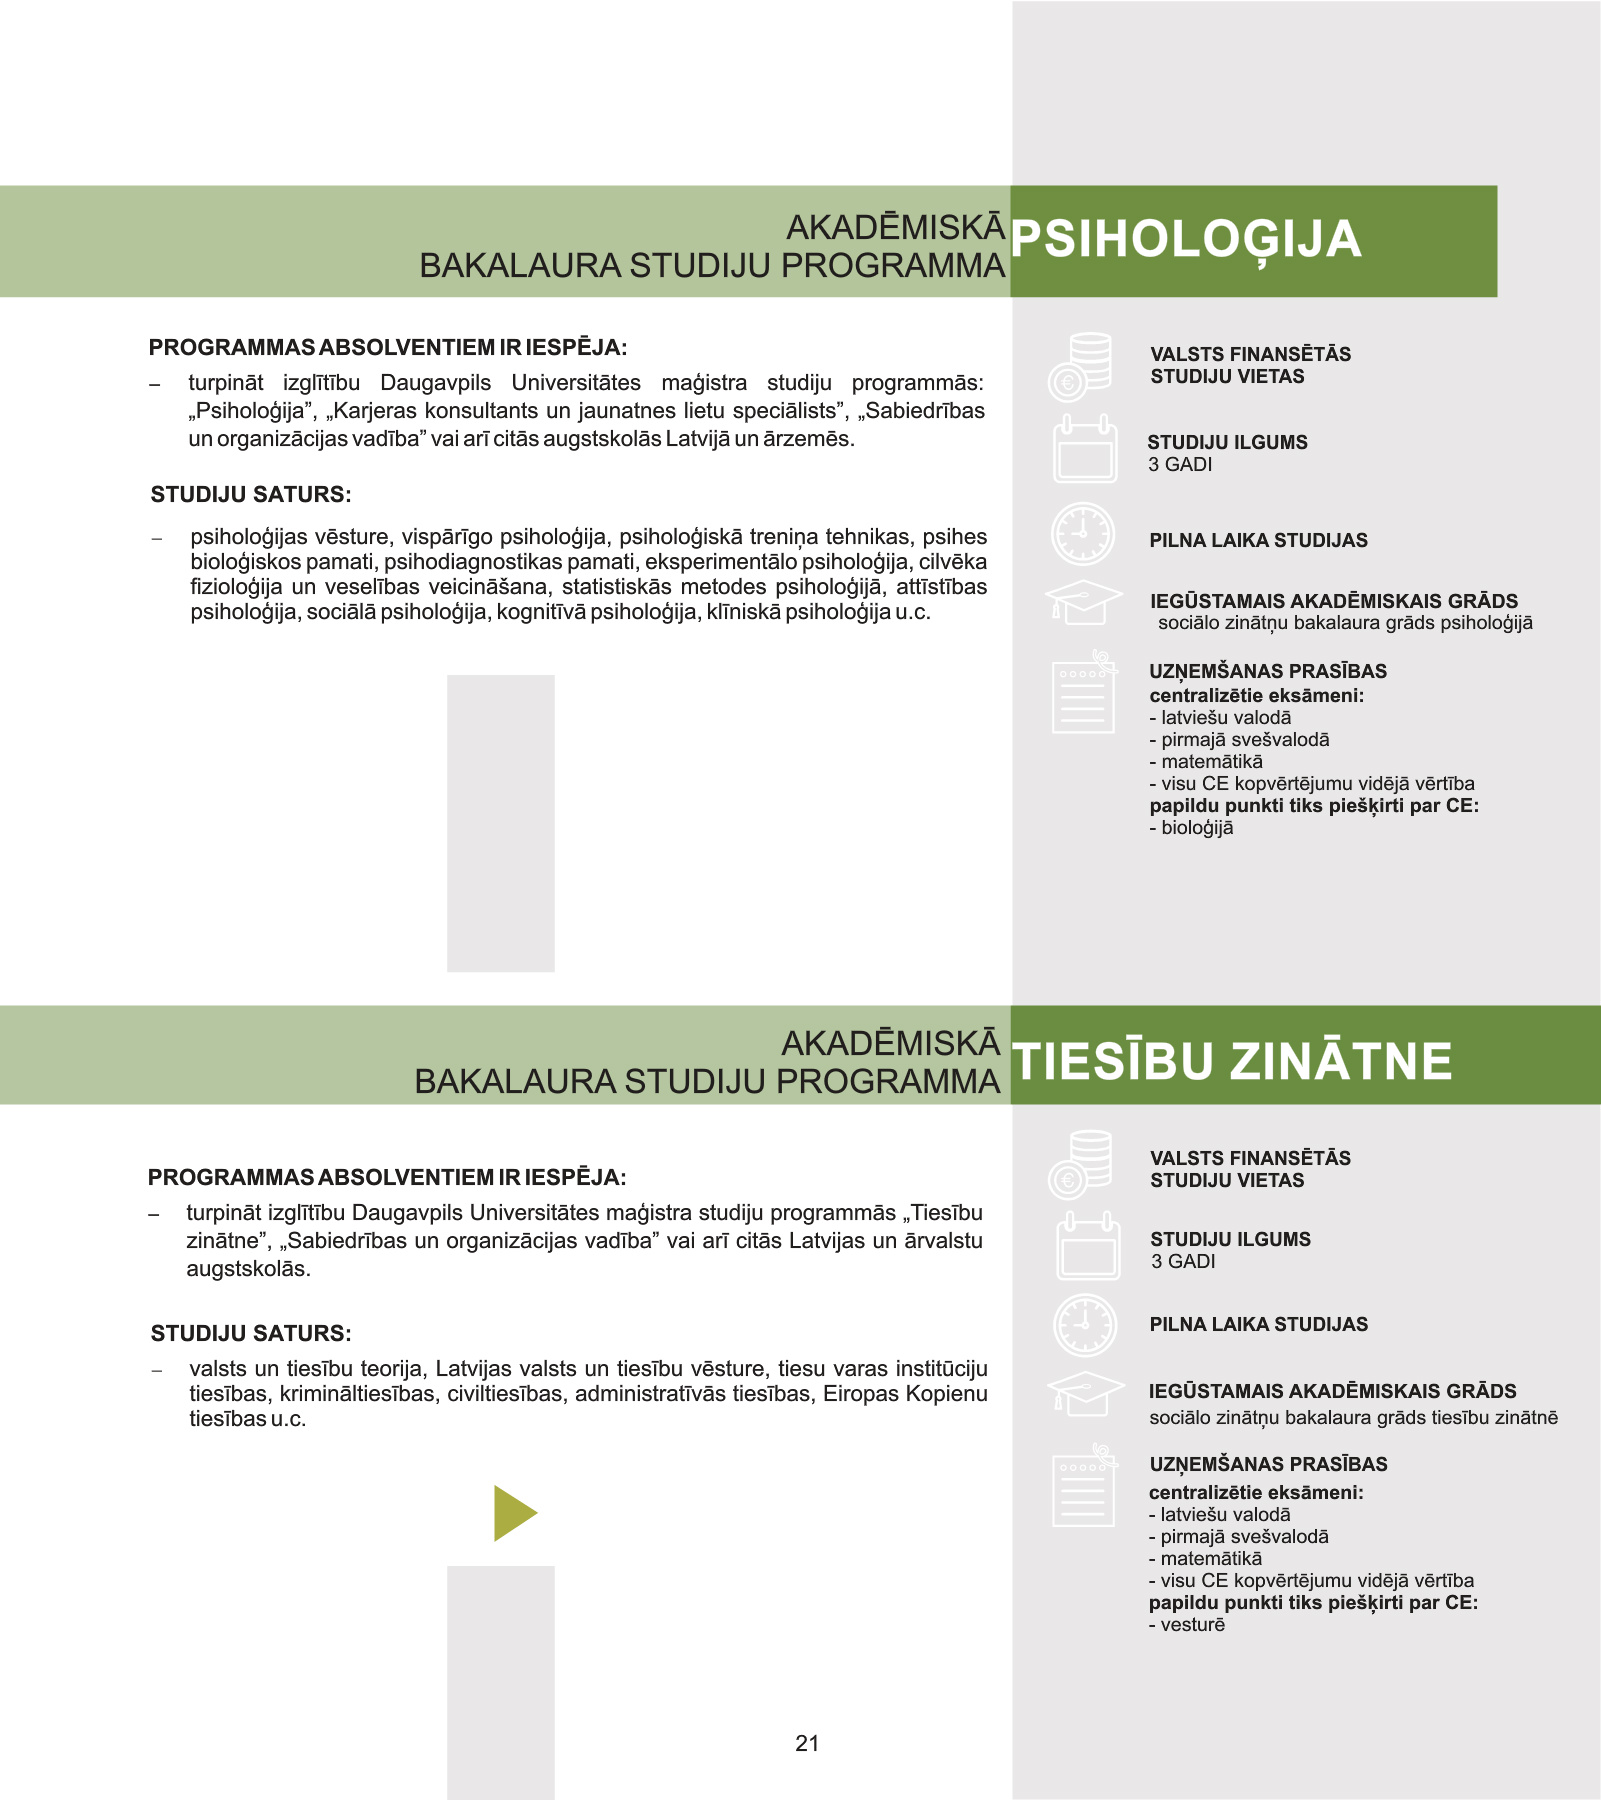 AKADĒMISKĀ
BAKALAURA STUDIJU PROGRAMMA
PSIHOLOĢIJA
PROGRAMMAS ABSOLVENTIEM IR IESPĒJA:
– turpināt izglītību Daugavpils Universitātes maģistra studiju programmās:
„Psiholoģija”, „Karjeras konsultants un jaunatnes lietu speciālists”, „Sabiedrības
un organizācijas vadība” vai arī citās augstskolās Latvijā un ārzemēs.
STUDIJU SATURS:
– psiholoģijas vēsture, vispārīgo psiholoģija, psiholoģiskā treniņa tehnikas, psihes
bioloģiskos pamati, psihodiagnostikas pamati, eksperimentālo psiholoģija, cilvēka
fizioloģija un veselības veicināšana, statistiskās metodes psiholoģijā, attīstības
psiholoģija, sociālā psiholoģija, kognitīvā psiholoģija, klīniskā psiholoģija u.c.
VALSTS FINANSĒTĀS
STUDIJU VIETAS
STUDIJU ILGUMS
3 GADI
PILNA LAIKA STUDIJAS
IEGŪSTAMAIS AKADĒMISKAIS GRĀDS
sociālo zinātņu bakalaura grāds psiholoģijā
UZŅEMŠANAS PRASĪBAS
centralizētie eksāmeni:
- latviešu valodā
- pirmajā svešvalodā
- matemātikā
- visu CE kopvērtējumu vidējā vērtība
papildu punkti tiks piešķirti par CE:
- bioloģijā
AKADĒMISKĀ
BAKALAURA STUDIJU PROGRAMMA
TIESĪBU ZINĀTNE
PROGRAMMAS ABSOLVENTIEM IR IESPĒJA:
– turpināt izglītību Daugavpils Universitātes maģistra studiju programmās „Tiesību
zinātne”, „Sabiedrības un organizācijas vadība” vai arī citās Latvijas un ārvalstu
augstskolās.
STUDIJU SATURS:
– valsts un tiesību teorija, Latvijas valsts un tiesību vēsture, tiesu varas institūciju
tiesības, krimināltiesības, civiltiesības, administratīvās tiesības, Eiropas Kopienu
tiesības u.c.
VALSTS FINANSĒTĀS
STUDIJU VIETAS
STUDIJU ILGUMS
3 GADI
PILNA LAIKA STUDIJAS
IEGŪSTAMAIS AKADĒMISKAIS GRĀDS
sociālo zinātņu bakalaura grāds tiesību zinātnē
UZŅEMŠANAS PRASĪBAS
centralizētie eksāmeni:
- latviešu valodā
- pirmajā svešvalodā
- matemātikā
- visu CE kopvērtējumu vidējā vērtība
papildu punkti tiks piešķirti par CE:
- vesturē
21